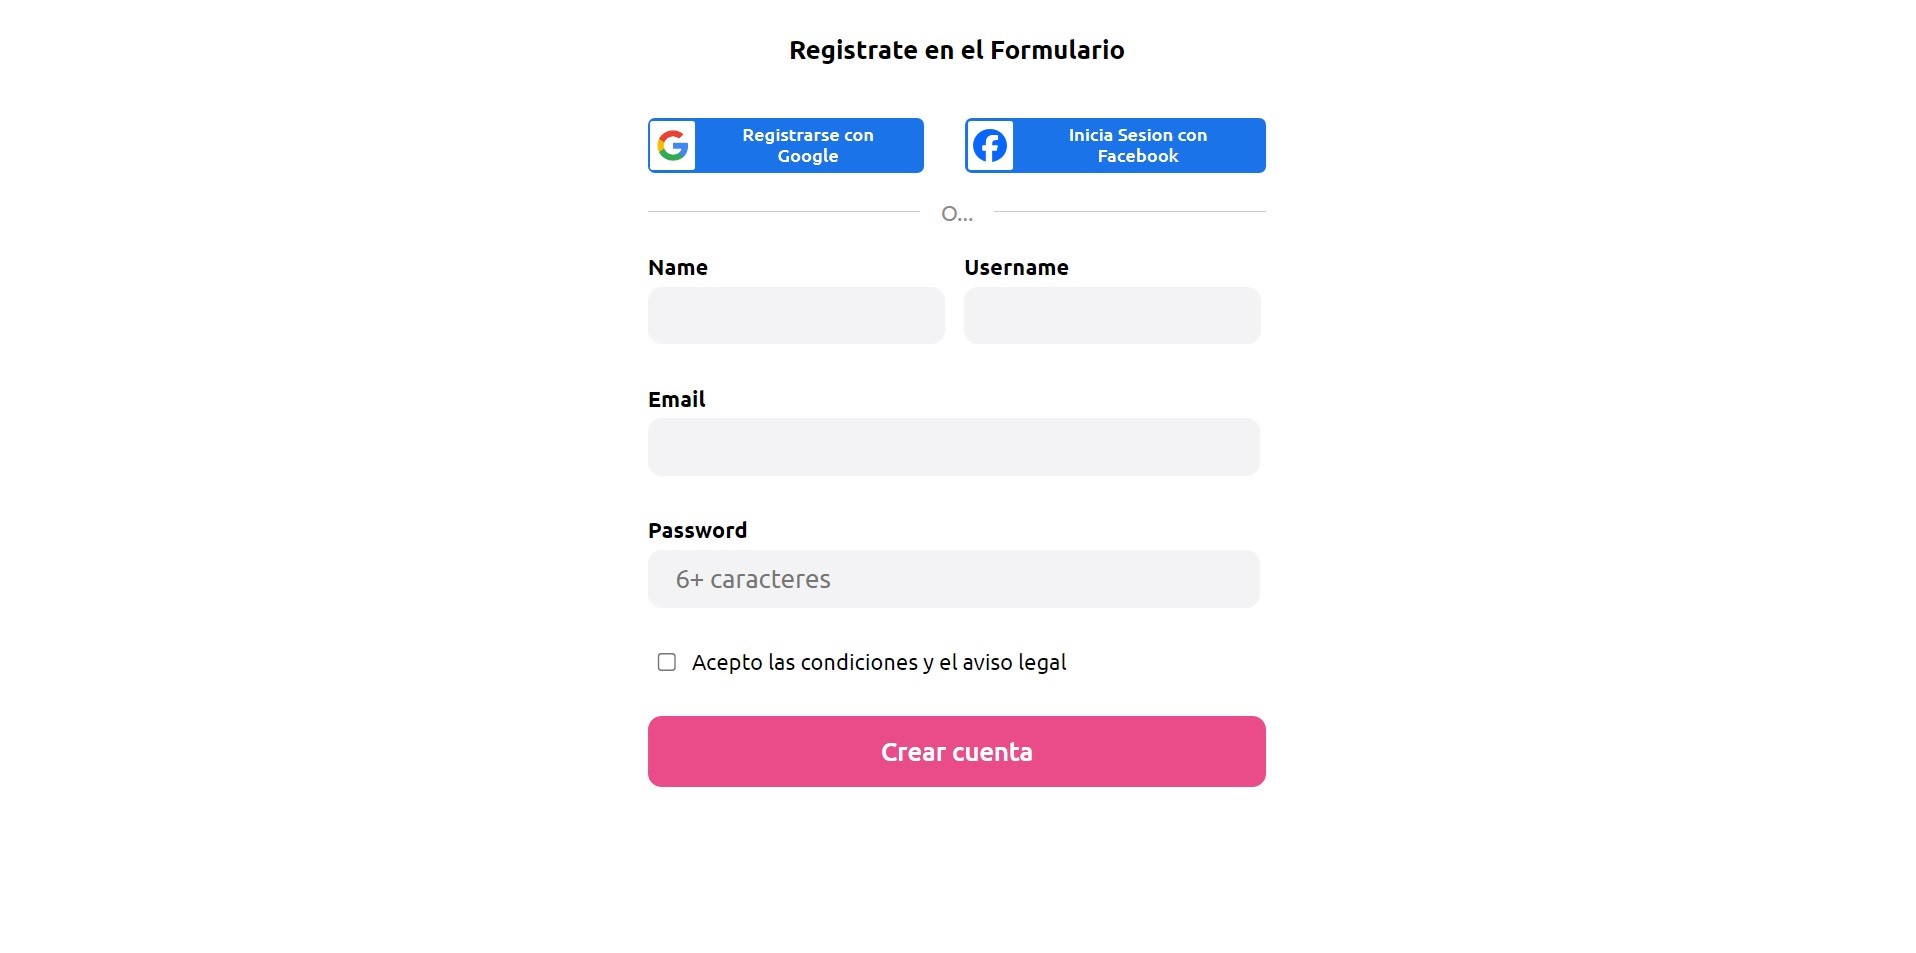 Registrate en el Formulario
Registrarse con
Google
Inicia Sesion con
Facebook
O...
Name
Username
Email
Password
6+ caracteres
Acepto las condiciones y el aviso legal
Crear cuenta